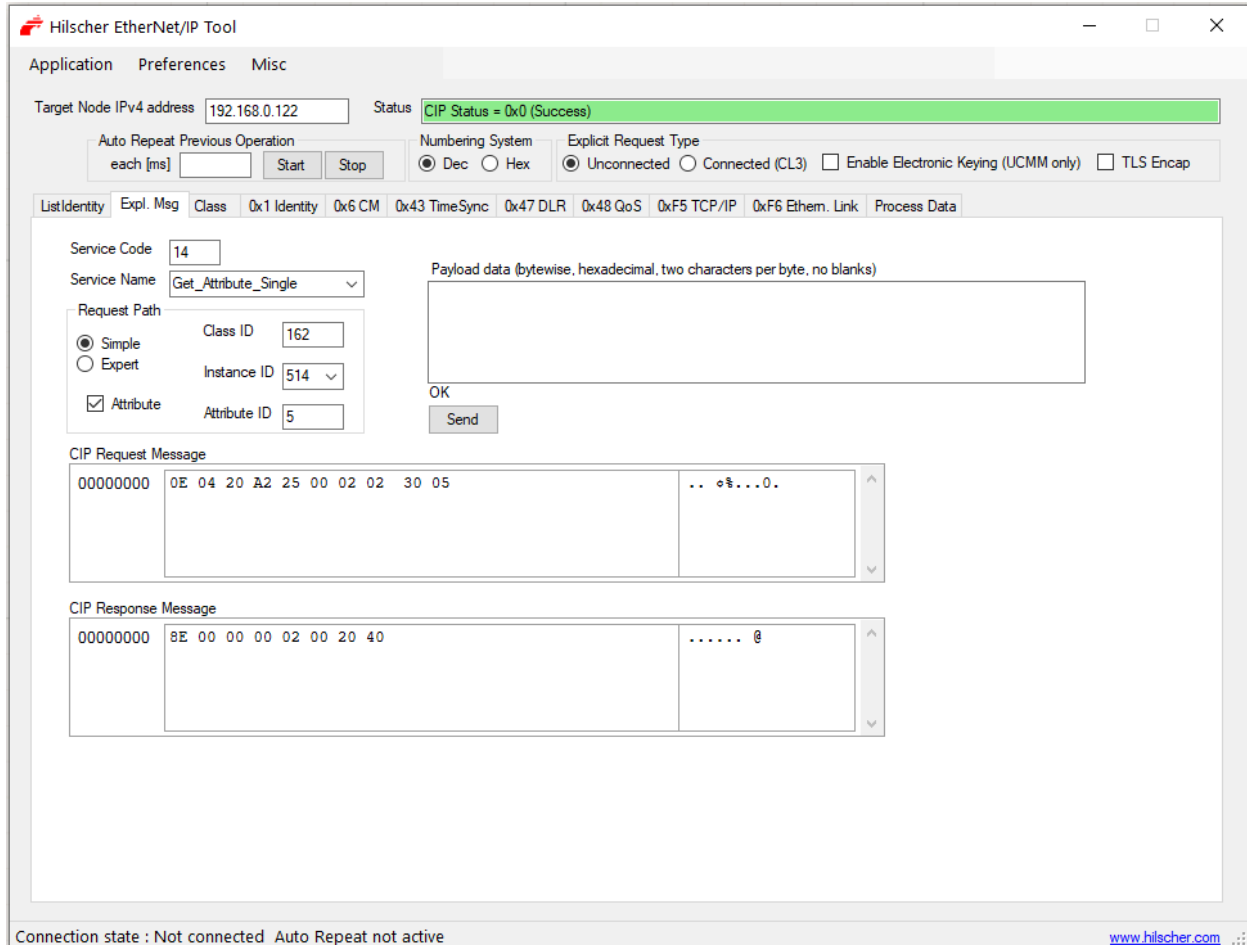 Hilscher EtherNet/IP Tool
Application Preferences Misc
Target Node IPv4 address 192.168.0.122 Status CIP Status = 0x0 (Success)
Auto Repeat Previous Operation Numbering System Explicit Request Type
each [ms] Start Stop Dec Hex Unconnected Connected (CL3) Enable Electronic Keying (UCMM only) TLS Encap
ListIdentity Expl. Msg Class 0x1 Identity 0x6 CM 0x43 TimeSync 0x47 DLR 0x48 QoS 0xF5 TCP/IP 0xF6 Ethern. Link Process Data
Service Code 14
Service Name Get_Attribute_Single
Payload data (bytewise, hexadecimal, two characters per byte, no blanks)
Request Path
Simple Class ID 162
Expert Instance ID 514
Attribute Attribute ID 5
OK
Send
CIP Request Message
00000000 0E 04 20 A2 25 00 02 02  30 05 .. ¢%...0.
CIP Response Message
00000000 8E 00 00 00 02 00 20 40 ...... @
Connection state : Not connected Auto Repeat not active www.hilscher.com